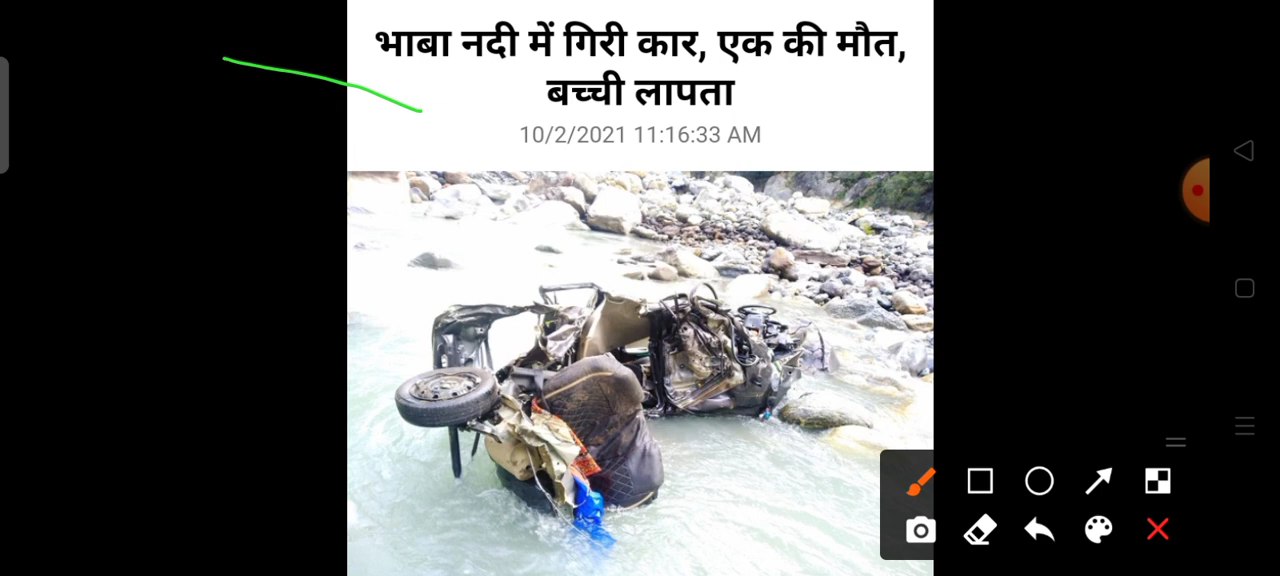 भाबा नदी में गिरी कार, एक की मौत,
बच्ची लापता
10/2/2021 11:16:33 AM